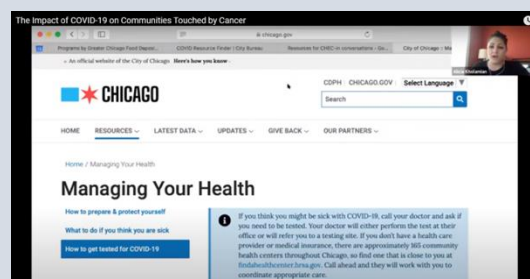 The Impact of COVID-19 on Communities Touched by Cancer
chicago.gov
Programs by Greater Chicago Food Deposi...
COVID Resource Finder | City Bureau
Resources for CHEC-in conversations - Go...
City of Chicago :: Ma
An official website of the City of Chicago Here's how you know
CHICAGO
CDPH CHICAGO.GOV Select Language
Search
HOME RESOURCES LATEST DATA UPDATES GIVE BACK OUR PARTNERS
Home / Managing Your Health
Managing Your Health
How to prepare & protect yourself
What to do if you think you are sick
How to get tested for COVID-19
If you think you might be sick with COVID-19, call your doctor and ask if
you need to be tested. Your doctor will either perform the test at their
office or will refer you to a testing site. If you don't have a health care
provider or medical insurance, there are approximately 165 community
health centers throughout Chicago, so find one that is close to you at
findahealthcenter.hrsa.gov. Call ahead and they will work with you to
coordinate appropriate care.